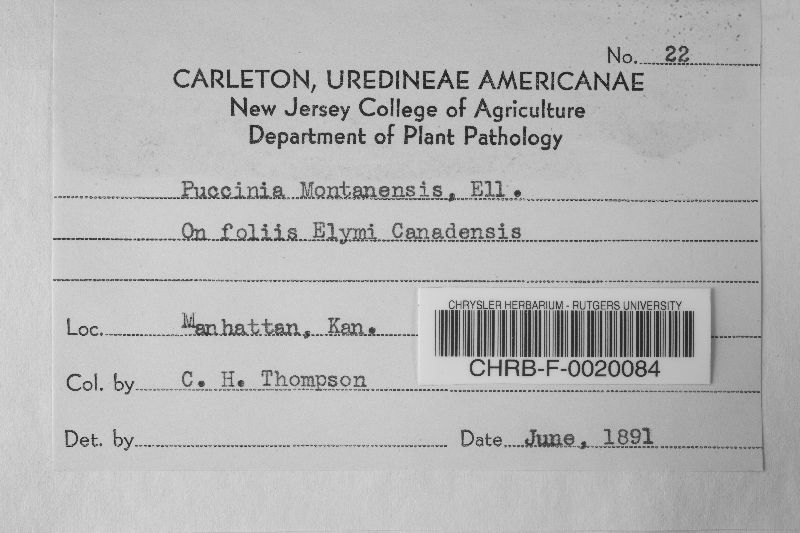 No. 22
CARLETON, UREDINEAE AMERICANAE
New Jersey College of Agriculture
Department of Plant Pathology
Puccinia Montanensis, Ell.
On foliis Elymi Canadensis
Loc. Manhattan, Kan.
CHRYSLER HERBARIUM - RUTGERS UNIVERSITY
CHRB-F-0020084
Col. by C. H. Thompson
Det. by Date June, 1891